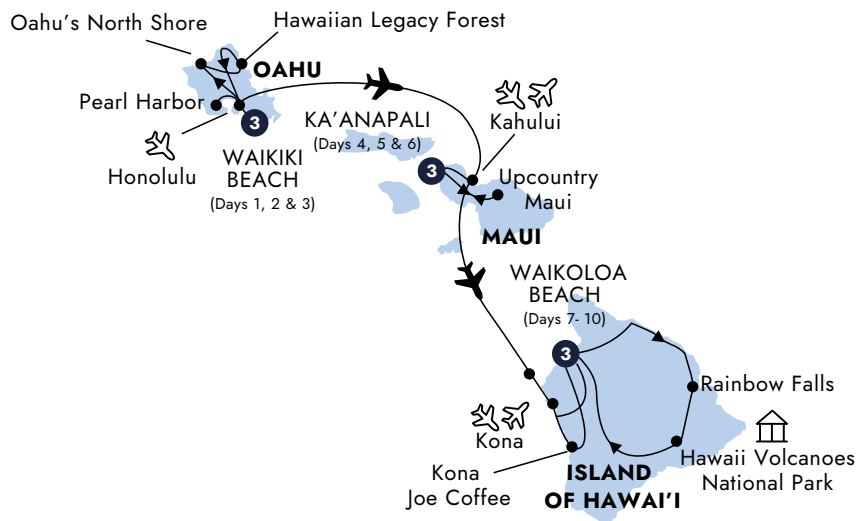 Oahu's North Shore
Hawaiian Legacy Forest
OAHU
Pearl Harbor
3
Honolulu
WAIKIKI
BEACH
(Days 1, 2 & 3)
KA'ANAPALI
(Days 4, 5 & 6)
3
Kahului
Upcountry
Maui
MAUI
WAIKOLOA
BEACH
(Days 7- 10)
3
Rainbow Falls
Kona
Hawaii Volcanoes
National Park
Kona
Joe Coffee
ISLAND
OF HAWAI'I